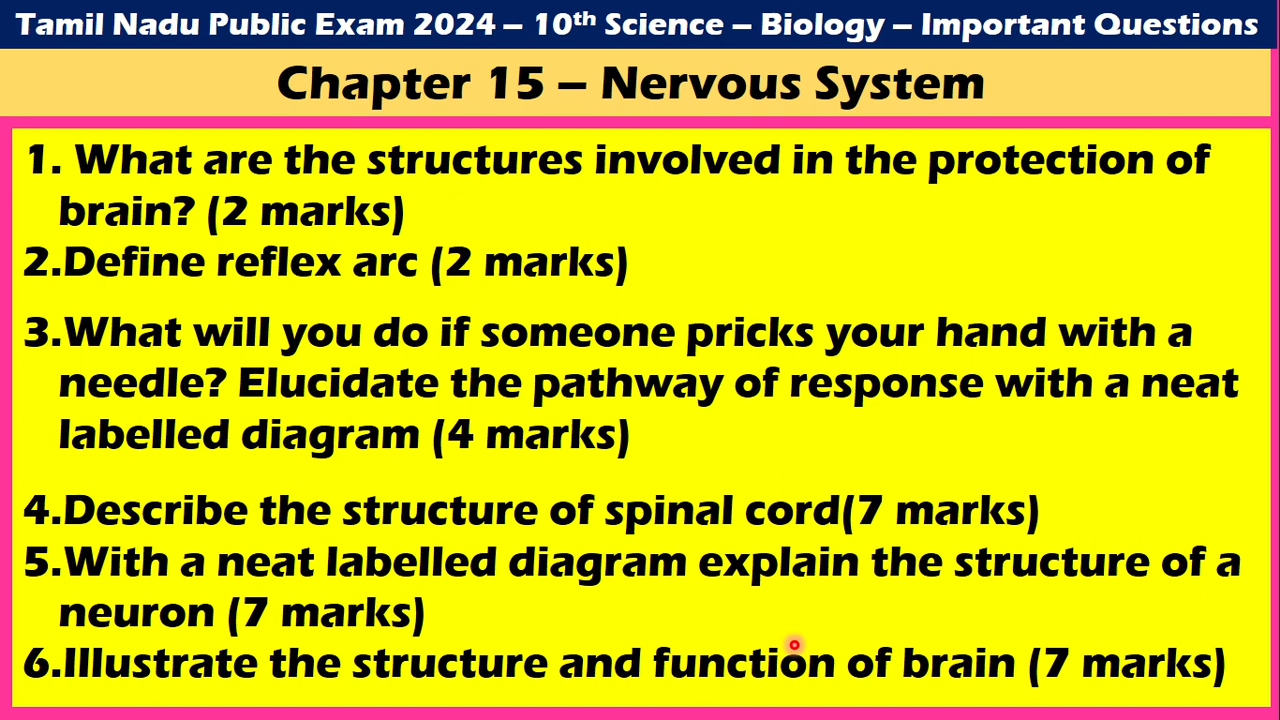 Tamil Nadu Public Exam 2024 – 10th Science – Biology – Important Questions
Chapter 15 – Nervous System
1. What are the structures involved in the protection of
brain? (2 marks)
2.Define reflex arc (2 marks)
3.What will you do if someone pricks your hand with a
needle? Elucidate the pathway of response with a neat
labelled diagram (4 marks)
4.Describe the structure of spinal cord(7 marks)
5.With a neat labelled diagram explain the structure of a
neuron (7 marks)
6.Illustrate the structure and function of brain (7 marks)